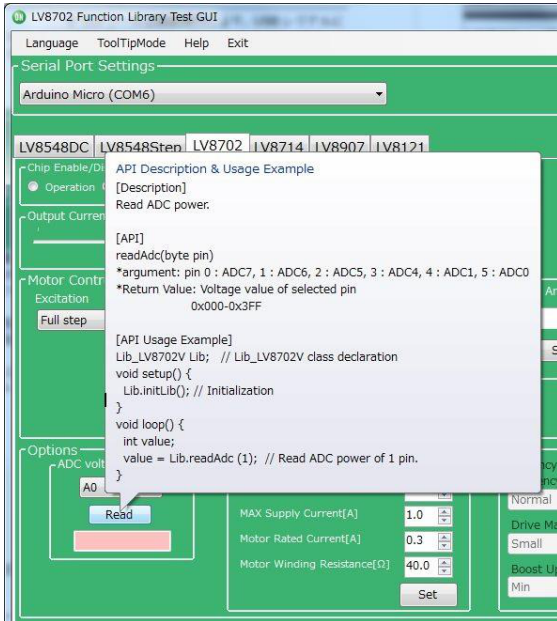 LV8702 Function Library Test GUI
Language ToolTipMode Help Exit
Serial Port Settings
Arduino Micro (COM6)
LV8548DC LV8548Step LV8702 LV8714 LV8907 LV8121
Chip Enable/Di
Operation
Output Curren
Motor Contr
Excitation
Full step
API Description & Usage Example
[Description]
Read ADC power.
[API]
readAdc(byte pin)
*argument: pin 0 : ADC7, 1 : ADC6, 2 : ADC5, 3 : ADC4, 4 : ADC1, 5 : ADC0
*Return Value: Voltage value of selected pin
0x000-0x3FF
[API Usage Example]
Lib_LV8702V Lib; // Lib_LV8702V class declaration
void setup() {
Lib.initLib(); // Initialization
}
void loop() {
int value;
value = Lib.readAdc (1); // Read ADC power of 1 pin.
}
Options
ADC volt
A0
Read
MAX Supply Current[A] 1.0
Motor Rated Current[A] 0.3
Motor Winding Resistance[Ω] 40.0
Set
Normal
Drive Ma
Small
Boost Up
Min